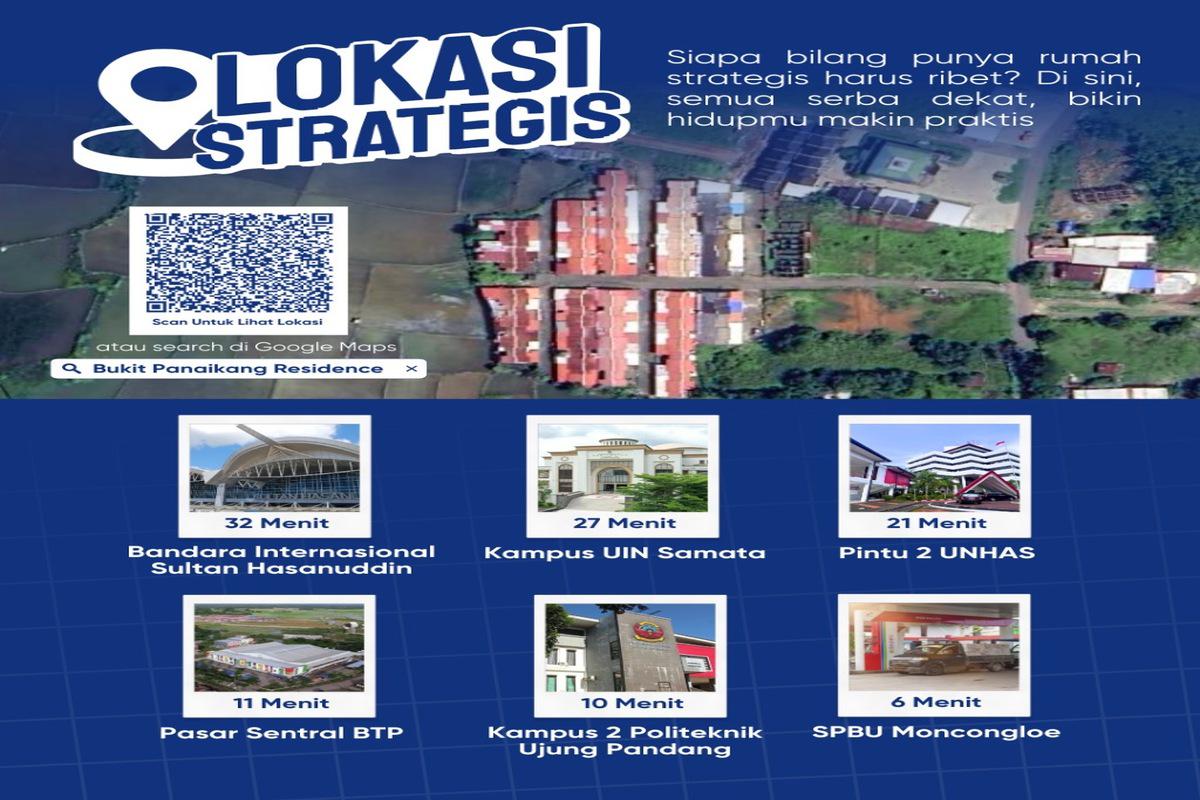 LOKASI
STRATEGIS
Siapa bilang punya rumah
strategis harus ribet? Di sini,
semua serba dekat, bikin
hidupmu makin praktis
Scan Untuk Lihat Lokasi
atau search di Google Maps
Bukit Panaikang Residence ×
32 Menit
Bandara Internasional
Sultan Hasanuddin
27 Menit
Kampus UIN Samata
21 Menit
Pintu 2 UNHAS
11 Menit
Pasar Sentral BTP
10 Menit
Kampus 2 Politeknik
Ujung Pandang
6 Menit
SPBU Moncongloe